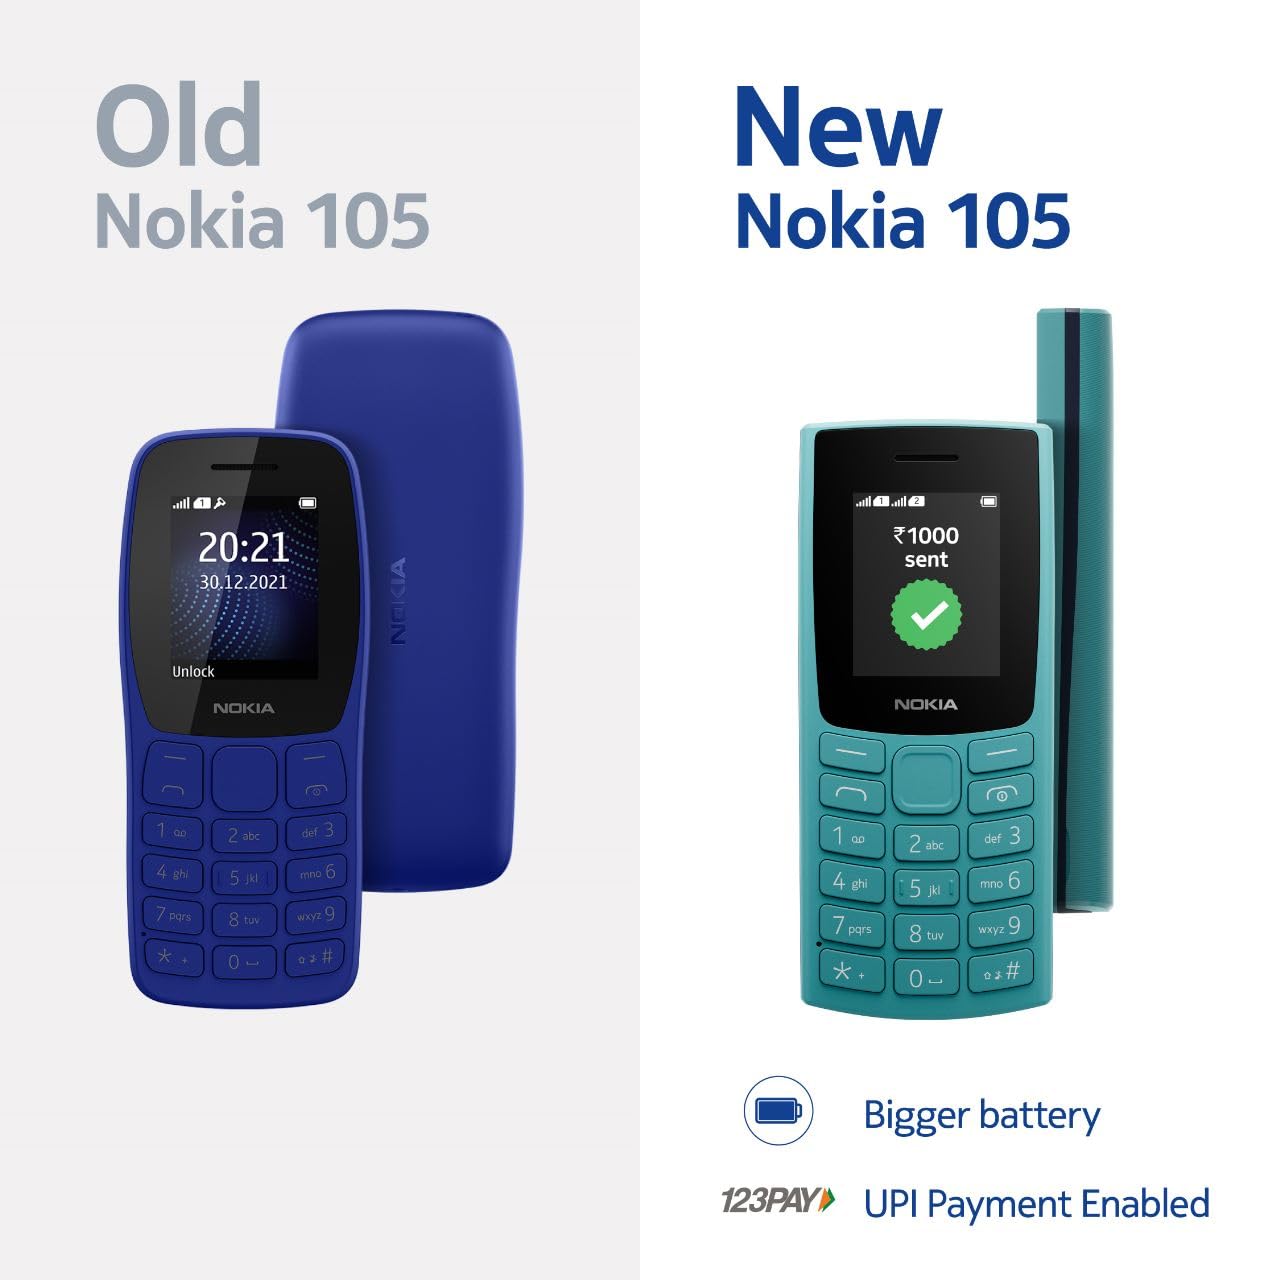 Old
Nokia 105
New
Nokia 105
1
20:21
30.12.2021
Unlock
NOKIA
NOKIA
1
2 abc
def 3
4 ghi
5 jkl
mno 6
7 pqrs
8 tuv
wxyz 9
* +
0
#
1 2
₹1000
sent
NOKIA
1
2 abc
def 3
4 ghi
5 jkl
mno 6
7 pqrs
8 tuv
wxyz 9
* +
0
#
Bigger battery
123PAY UPI Payment Enabled